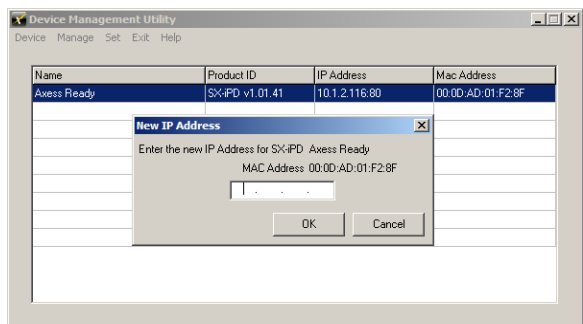 Device Management Utility
Device Manage Set Exit Help
Name Product ID IP Address Mac Address
Axess Ready SX-iPD v1.01.41 10.1.2.116:80 00:0D:AD:01:F2:8F
New IP Address
Enter the new IP Address for SX-iPD Axess Ready
MAC Address 00:0D:AD:01:F2:8F
. . .
OK Cancel